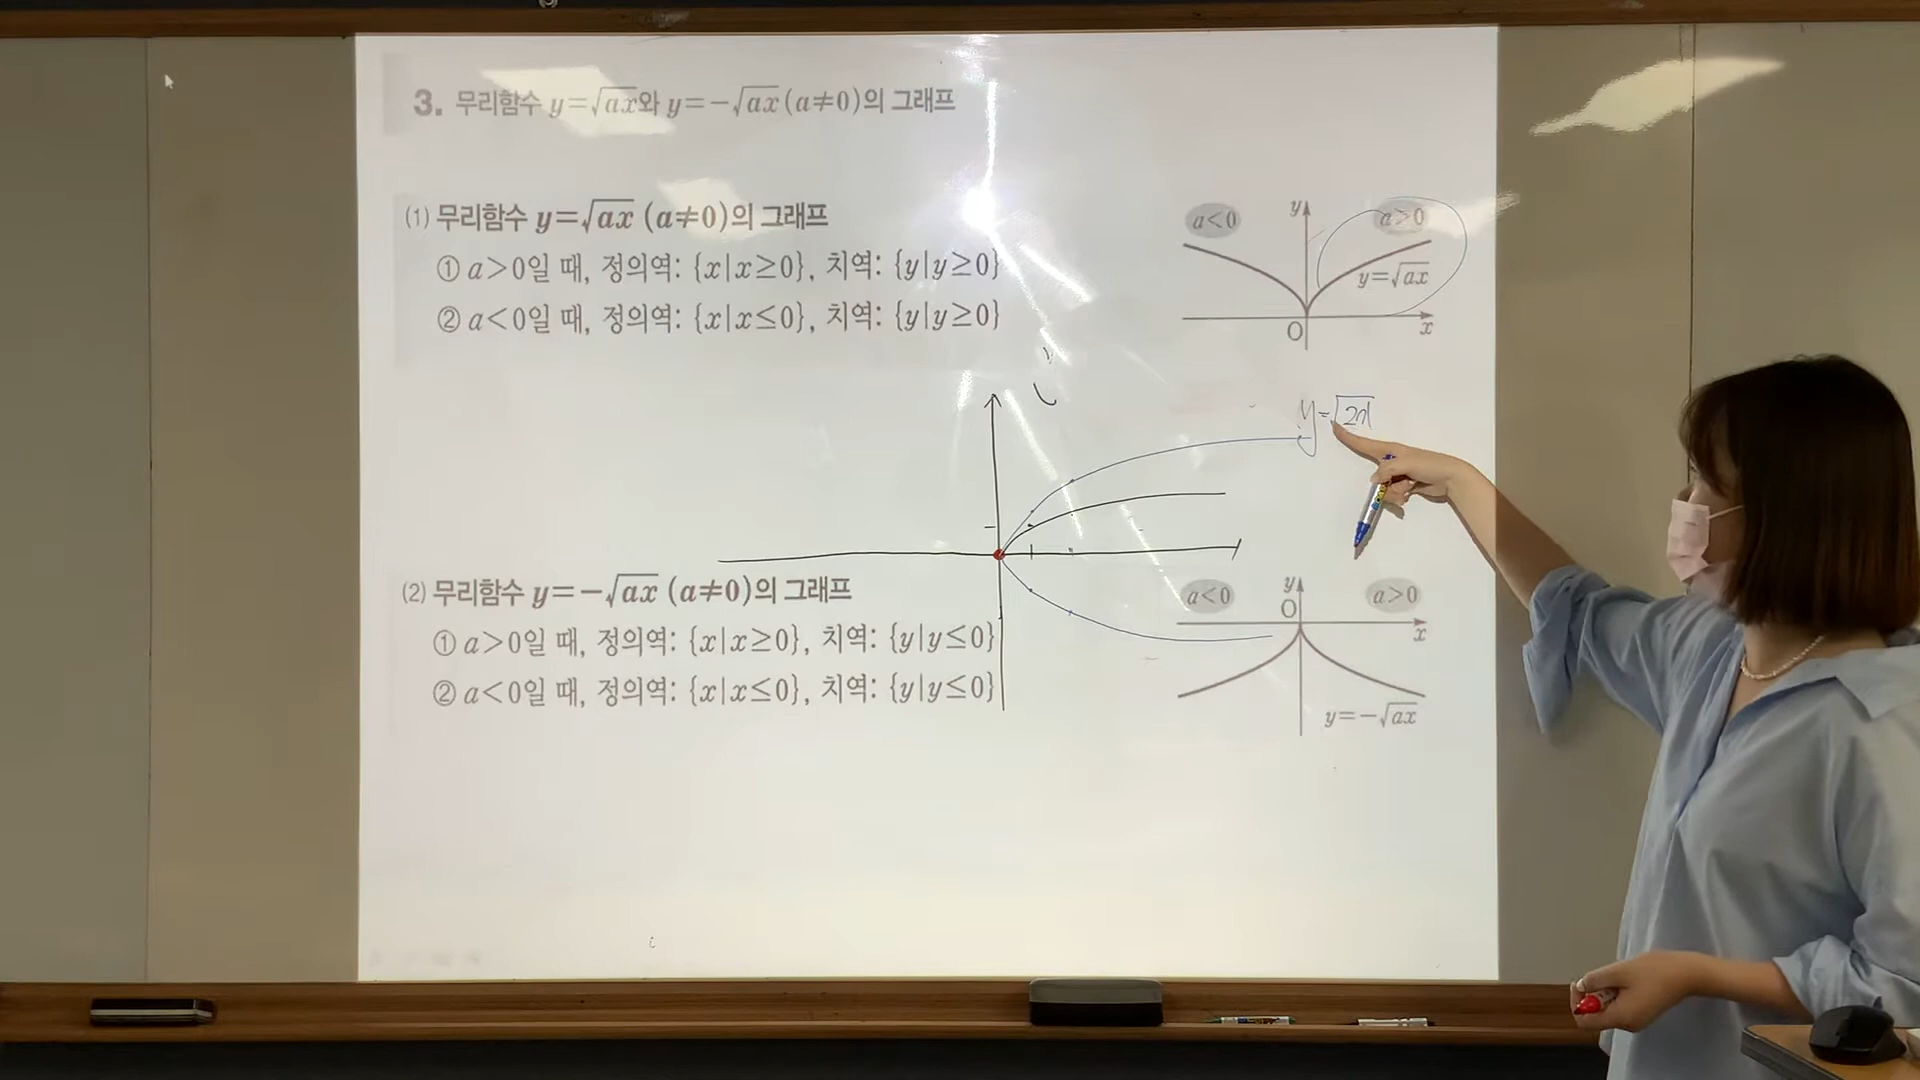 3. 무리함수 y=√ax와 y=-√ax (a≠0)의 그래프
(1) 무리함수 y=√ax (a≠0)의 그래프
① a>0일 때, 정의역: {x|x≥0}, 치역: {y|y≥0}
② a<0일 때, 정의역: {x|x≤0}, 치역: {y|y≥0}
a<0
y
a>0
y=√ax
O
x
y=√2x
(2) 무리함수 y=-√ax (a≠0)의 그래프
① a>0일 때, 정의역: {x|x≥0}, 치역: {y|y≤0}
② a<0일 때, 정의역: {x|x≤0}, 치역: {y|y≤0}
a<0
y
O
a>0
x
y=-√ax